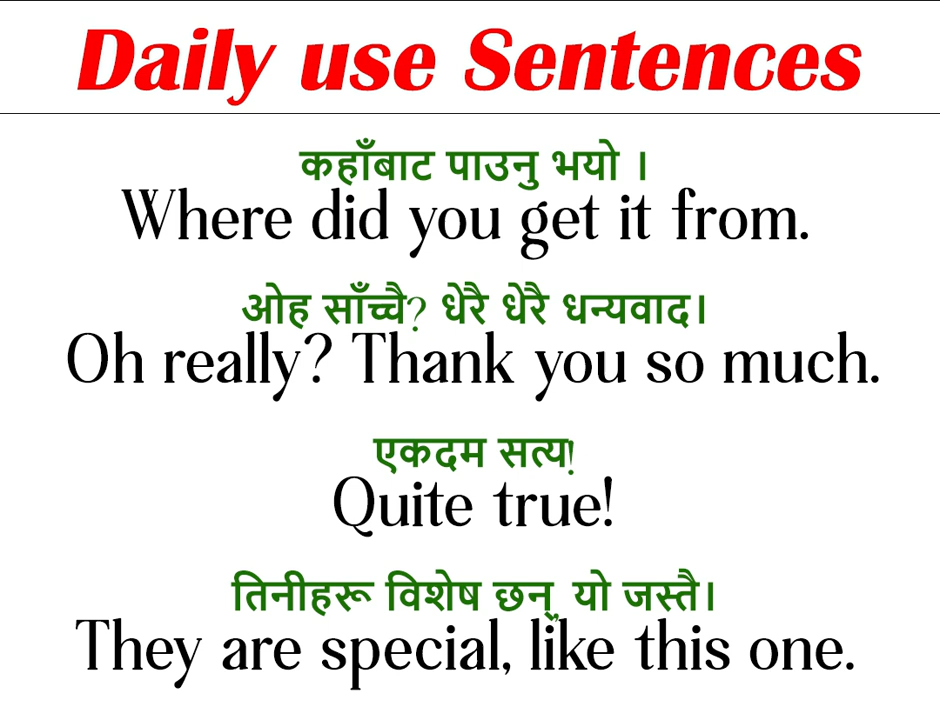 Daily use Sentences
कहाँबाट पाउनु भयो ।
Where did you get it from.
ओह साँच्चै? धेरै धेरै धन्यवाद।
Oh really? Thank you so much.
एकदम सत्य!
Quite true!
तिनीहरू विशेष छन्, यो जस्तै।
They are special, like this one.